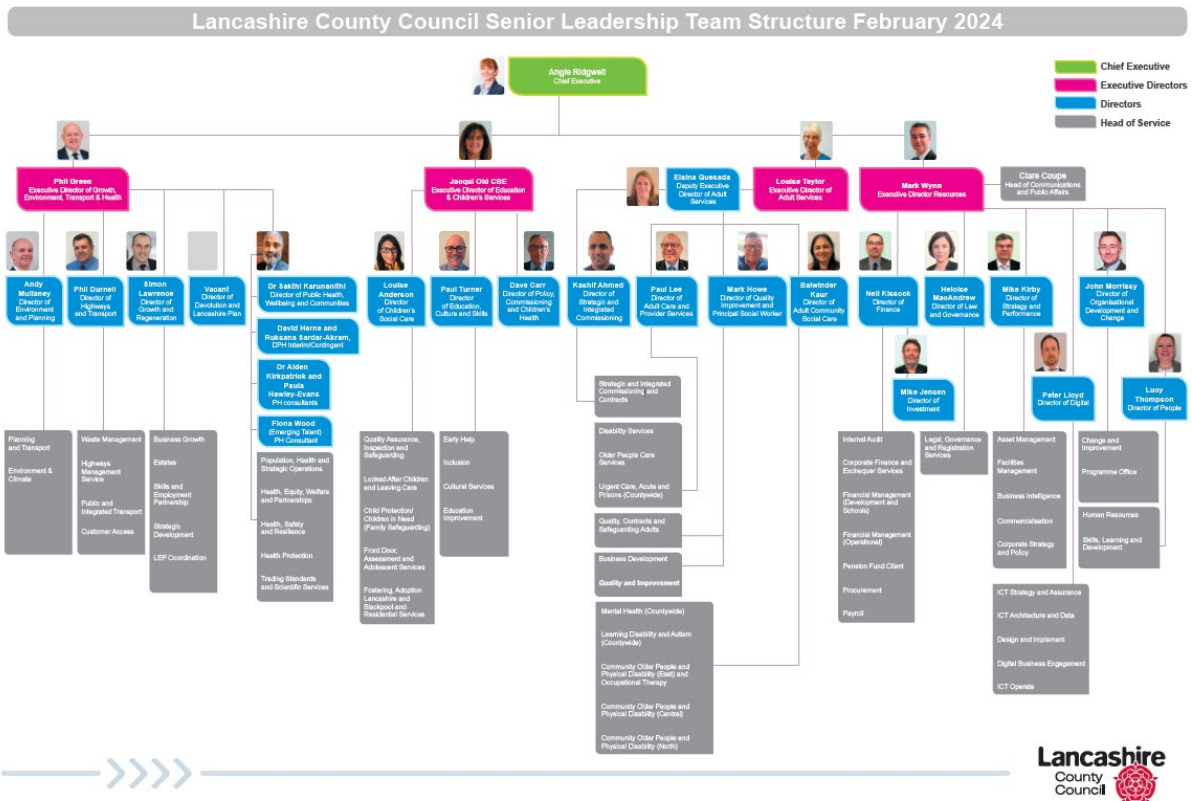 Lancashire County Council Senior Leadership Team Structure February 2024
Angie Ridgwell
Chief Executive
Chief Executive
Executive Directors
Directors
Head of Service
Phil Green
Executive Director of Growth,
Environment, Transport & Health
Jacqui Old CBE
Executive Director of Education
& Children's Services
Elaina Quesada
Deputy Executive
Director of Adult
Services
Louise Taylor
Executive Director of
Adult Services
Mark Wynn
Executive Director Resources
Clare Coupe
Head of Communications
and Public Affairs
Andy
Mullaney
Director of
Environment
and Planning
Phil Durnell
Director of
Highways
and Transport
Simon
Lawrence
Director of
Growth and
Regeneration
Vacant
Director of
Devolution and
Lancashire Plan
Dr Sakthi Karunanithi
Director of Public Health,
Wellbeing and Communities
David Herne and
Ruksana Sardar-Akram,
DPH Interim/Contingent
Dr Aiden
Kirkpatrick and
Paula
Hawley-Evans
PH consultants
Fiona Wood
(Emerging Talent)
PH Consultant
Louise
Anderson
Director
of Children's
Social Care
Paul Turner
Director
of Education,
Culture and Skills
Dave Carr
Director of Policy,
Commissioning
and Children's
Health
Kashif Ahmed
Director of
Strategic and
Integrated
Commissioning
Paul Lee
Director of
Adult Care and
Provider Services
Mark Howe
Director of Quality
Improvement and
Principal Social Worker
Balwinder
Kaur
Director of
Adult Community
Social Care
Neil Kissock
Director of
Finance
Heloise
MacAndrew
Director of Law
and Governance
Mike Kirby
Director of
Strategy and
Performance
John Morrissy
Director of
Organisational
Development and
Change
Mike Jensen
Director of
Investment
Peter Lloyd
Director of Digital
Lucy
Thompson
Director of People
Planning
and Transport
Environment &
Climate
Waste Management
Highways
Management
Service
Public and
Integrated Transport
Customer Access
Business Growth
Estates
Skills and
Employment
Partnership
Strategic
Development
LEP Coordination
Population, Health and
Strategic Operations
Health, Equity, Welfare
and Partnerships
Health, Safety
and Resilience
Health Protection
Trading Standards
and Scientific Services
Quality Assurance,
Inspection and
Safeguarding
Looked After Children
and Leaving Care
Child Protection/
Children in Need
(Family Safeguarding)
Front Door,
Assessment and
Adolescent Services
Fostering, Adoption
Lancashire and
Blackpool and
Residential Services
Early Help
Inclusion
Cultural Services
Education
Improvement
Strategic and Integrated
Commissioning and
Contracts
Disability Services
Older People Care
Services
Urgent Care, Acute and
Prisons (Countywide)
Quality, Contracts and
Safeguarding Adults
Business Development
Quality and Improvement
Mental Health (Countywide)
Learning Disability and Autism
(Countywide)
Community Older People and
Physical Disability (East) and
Occupational Therapy
Community Older People and
Physical Disability (Central)
Community Older People and
Physical Disability (North)
Internal Audit
Corporate Finance and
Exchequer Services
Financial Management
(Development and
Schools)
Financial Management
(Operational)
Pension Fund Client
Procurement
Payroll
Legal, Governance
and Registration
Services
Asset Management
Facilities
Management
Business Intelligence
Commercialisation
Corporate Strategy
and Policy
ICT Strategy and Assurance
ICT Architecture and Data
Design and Implement
Digital Business Engagement
ICT Operate
Change and
Improvement
Programme Office
Human Resources
Skills, Learning and
Development
Lancashire
County
Council